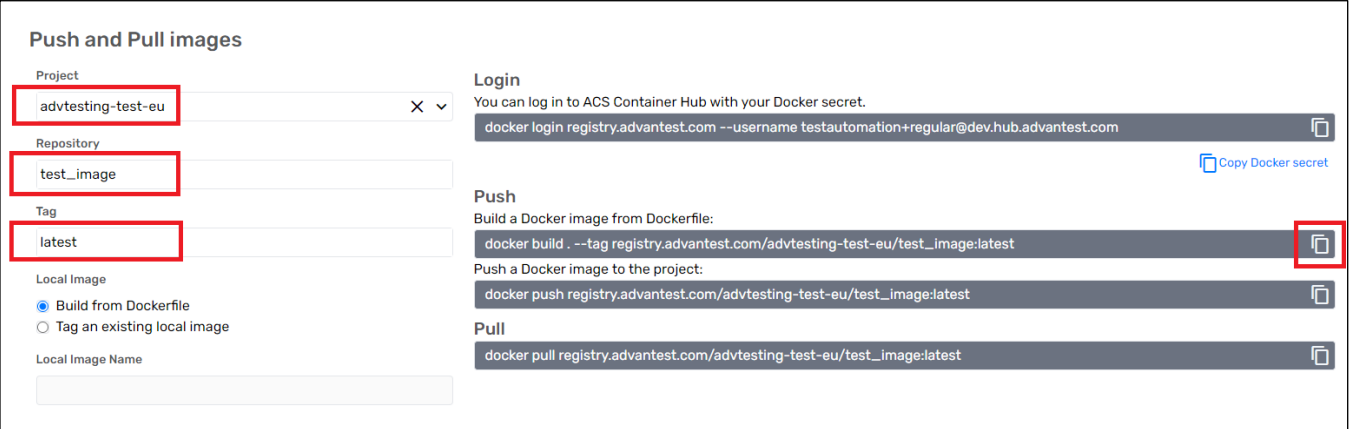 Push and Pull images
Project
advtesting-test-eu
Repository
test_image
Tag
latest
Local Image
Build from Dockerfile
Tag an existing local image
Local Image Name
Login
You can log in to ACS Container Hub with your Docker secret.
docker login registry.advantest.com --username testautomation+regular@dev.hub.advantest.com
Copy Docker secret
Push
Build a Docker image from Dockerfile:
docker build . --tag registry.advantest.com/advtesting-test-eu/test_image:latest
Push a Docker image to the project:
docker push registry.advantest.com/advtesting-test-eu/test_image:latest
Pull
docker pull registry.advantest.com/advtesting-test-eu/test_image:latest